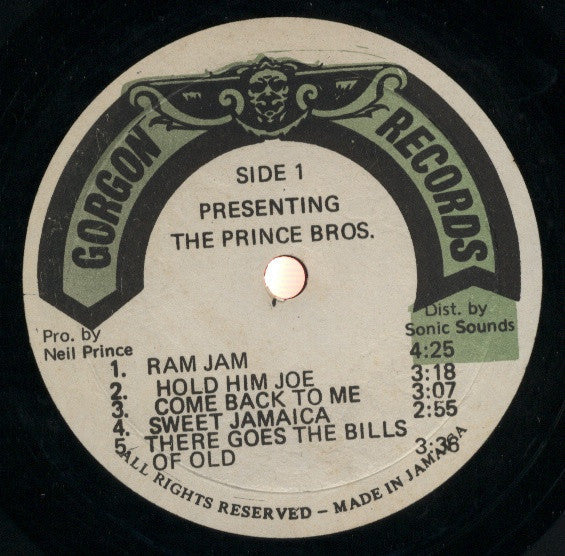 GORGON RECORDS
SIDE 1
PRESENTING
THE PRINCE BROS.
Pro. by
Neil Prince
Dist. by
Sonic Sounds
1. RAM JAM 4:25
2. HOLD HIM JOE 3:18
3. COME BACK TO ME 3:07
4. SWEET JAMAICA 2:55
5. THERE GOES THE BILLS
OF OLD 3:36
ALL RIGHTS RESERVED – MADE IN JAMAICA